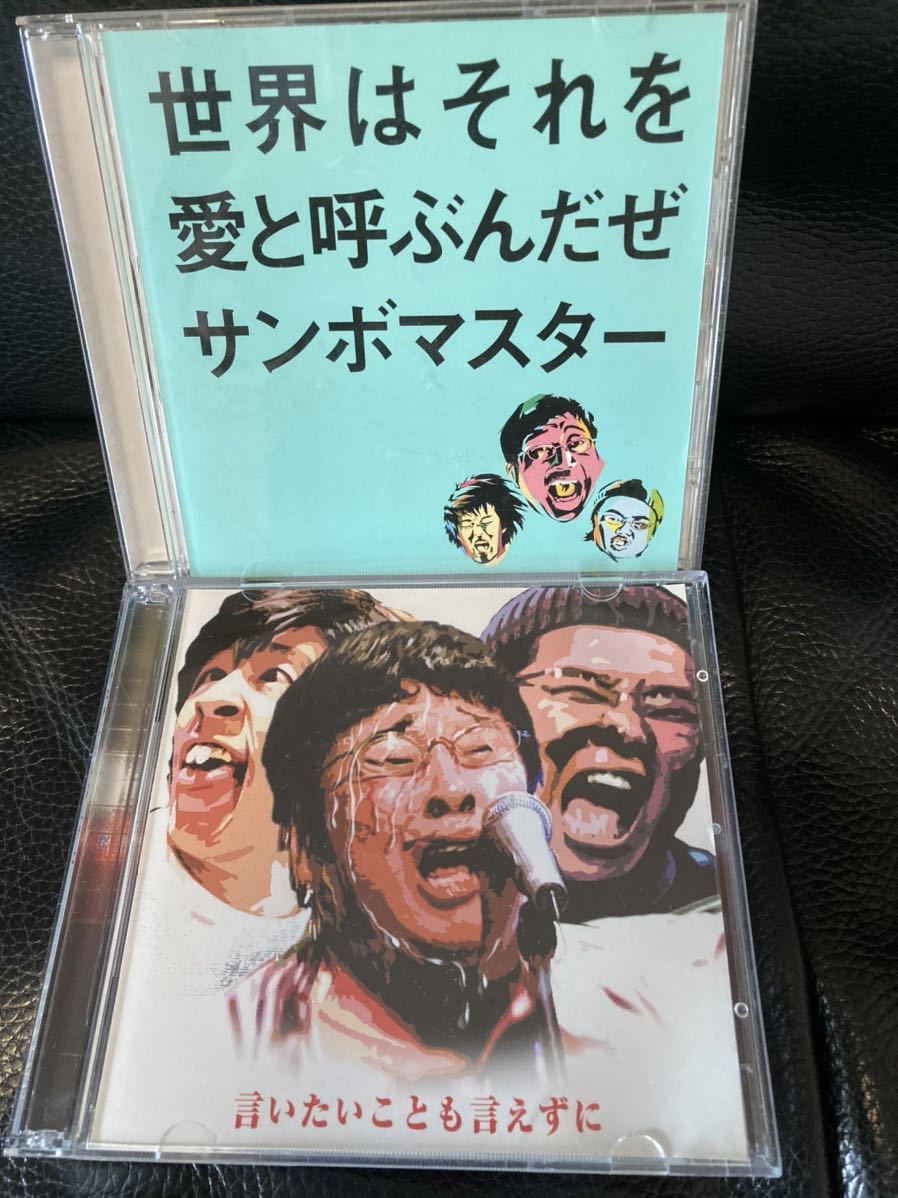 世界はそれを
愛と呼ぶんだぜ
サンボマスター
言いたいことも言えずに